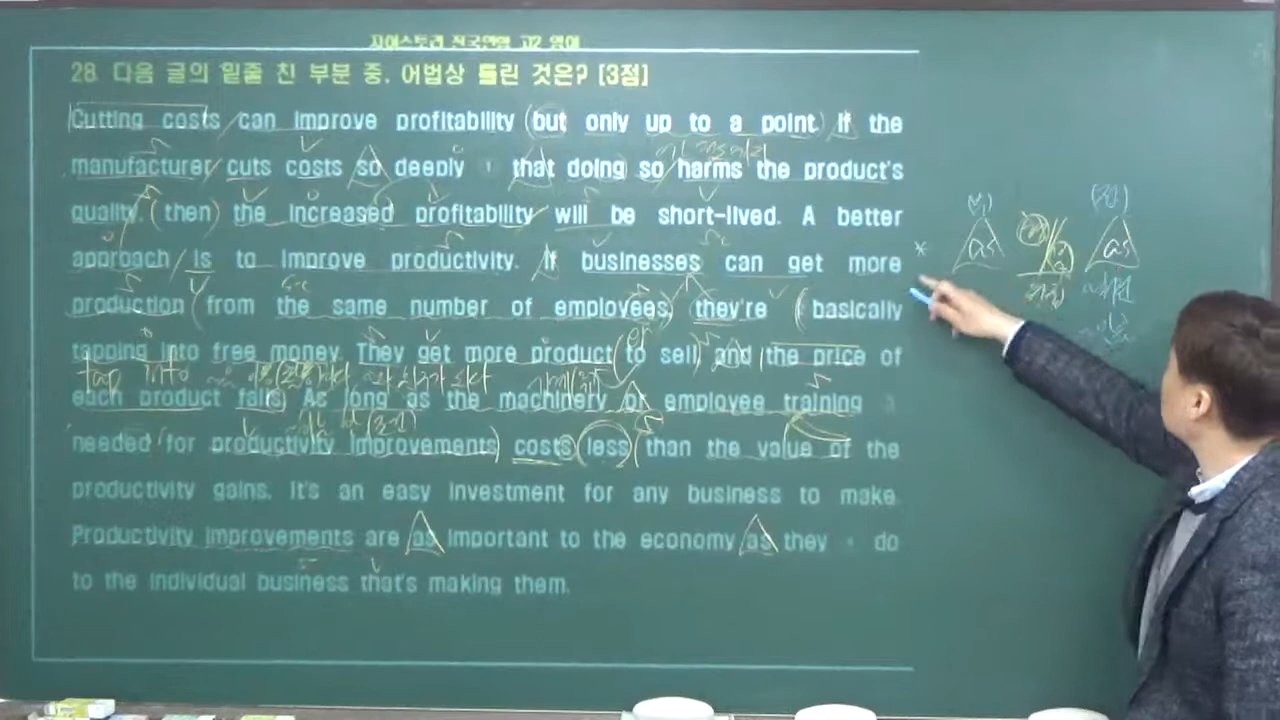 자이스토리 전국연합 고2 영어
28. 다음 글의 밑줄 친 부분 중, 어법상 틀린 것은? [3점]
Cutting costs can improve profitability but only up to a point. If the
manufacturer cuts costs so deeply that doing so harms the product's
quality, then the increased profitability will be short-lived. A better
approach is to improve productivity. If businesses can get more
production from the same number of employees, they're basically
tapping into free money. They get more product to sell, and the price of
tap into
each product falls. As long as the machinery or employee training
needed for productivity improvements costs less than the value of the
productivity gains, it's an easy investment for any business to make.
Productivity improvements are as important to the economy as they do
to the individual business that's making them.
* as as